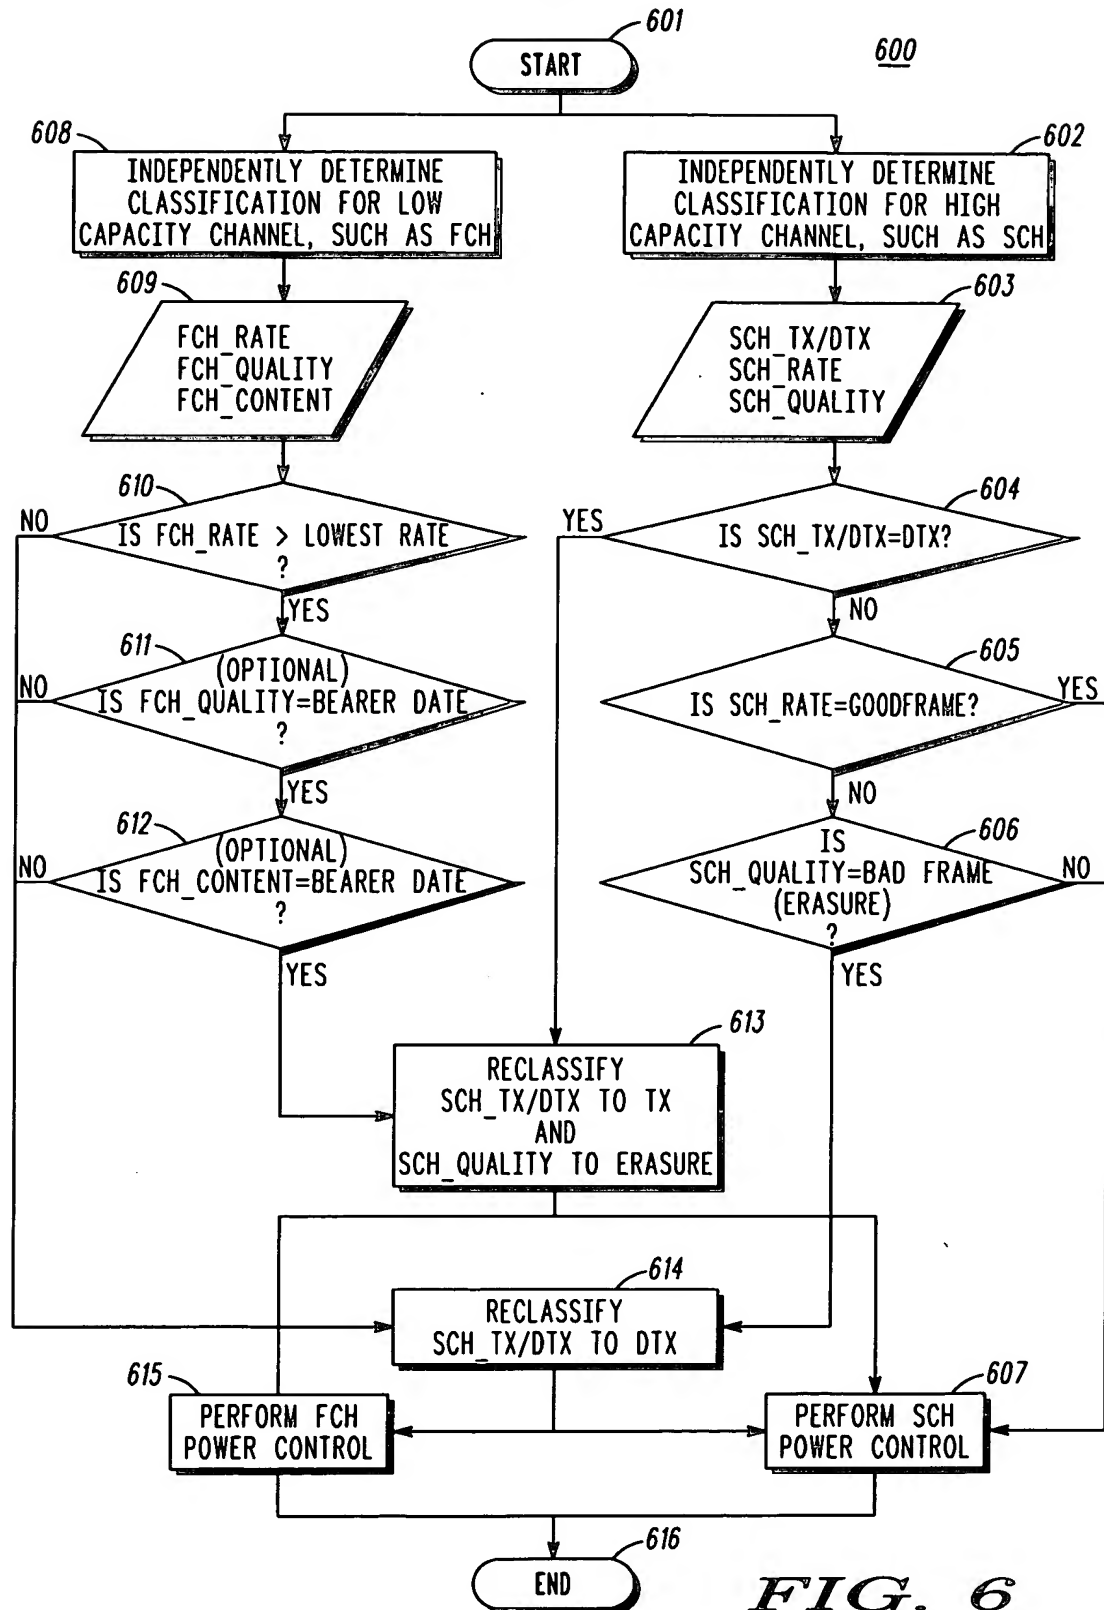 601
START
600
608
INDEPENDENTLY DETERMINE
CLASSIFICATION FOR LOW
CAPACITY CHANNEL, SUCH AS FCH
602
INDEPENDENTLY DETERMINE
CLASSIFICATION FOR HIGH
CAPACITY CHANNEL, SUCH AS SCH
609
FCH_RATE
FCH_QUALITY
FCH_CONTENT
603
SCH_TX/DTX
SCH_RATE
SCH_QUALITY
610
NO
IS FCH_RATE > LOWEST RATE
?
YES
604
YES
IS SCH_TX/DTX=DTX?
NO
611
NO
(OPTIONAL)
IS FCH_QUALITY=BEARER DATE
?
YES
605
IS SCH_RATE=GOODFRAME?
YES
NO
612
NO
(OPTIONAL)
IS FCH_CONTENT=BEARER DATE
?
YES
606
IS
SCH_QUALITY=BAD FRAME
(ERASURE)
?
NO
YES
613
RECLASSIFY
SCH_TX/DTX TO TX
AND
SCH_QUALITY TO ERASURE
614
RECLASSIFY
SCH_TX/DTX TO DTX
615
PERFORM FCH
POWER CONTROL
607
PERFORM SCH
POWER CONTROL
616
END
FIG. 6